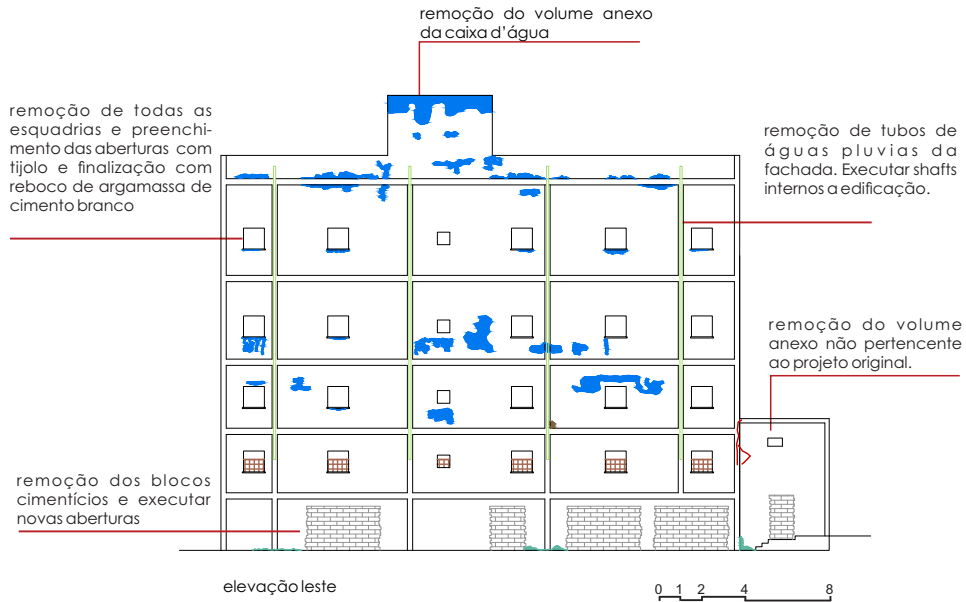 remoção do volume anexo
da caixa d'água
remoção de todas as
esquadrias e preenchi-
mento das aberturas com
tijolo e finalização com
reboco de argamassa de
cimento branco
remoção de tubos de
águas pluvias da
fachada. Executar shafts
internos a edificação.
remoção do volume
anexo não pertencente
ao projeto original.
remoção dos blocos
cimentícios e executar
novas aberturas
elevação leste
0 1 2 4 8